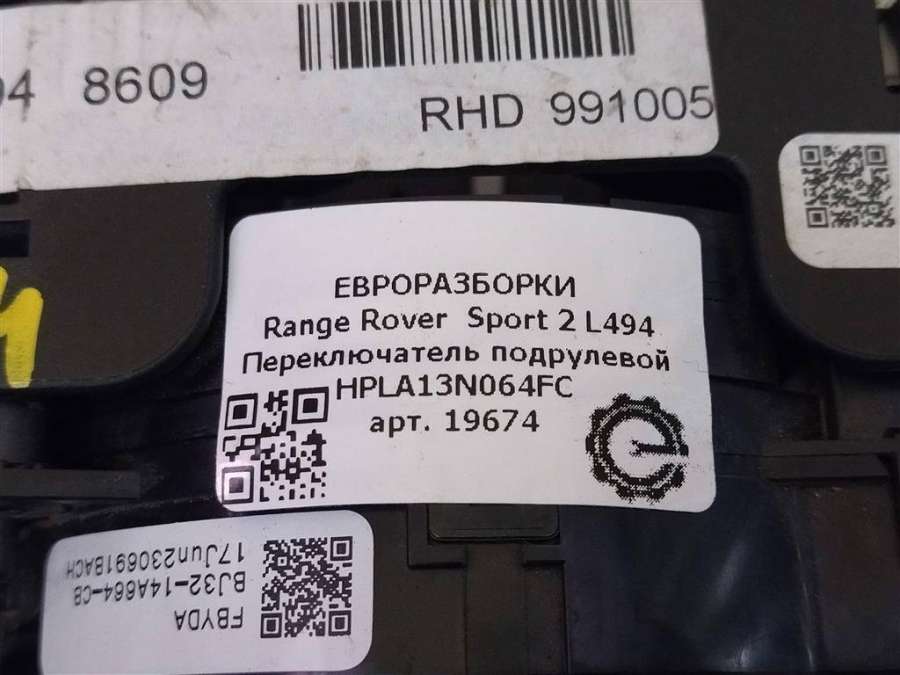 94 8609
RHD 991005
ЕВРОРАЗБОРКИ
Range Rover Sport 2 L494
Переключатель подрулевой
HPLA13N064FC
арт. 19674
FBYDA
BJ32-14A664-CB
17Jun230691BACH